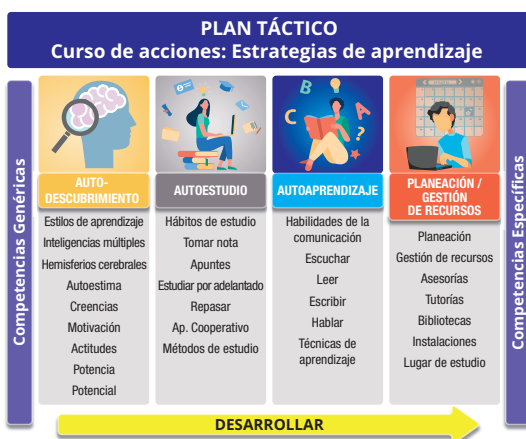 PLAN TÁCTICO
Curso de acciones: Estrategias de aprendizaje
Competencias Genéricas
AUTO-
DESCUBRIMIENTO
Estilos de aprendizaje
Inteligencias múltiples
Hemisferios cerebrales
Autoestima
Creencias
Motivación
Actitudes
Potencia
Potencial
AUTOESTUDIO
Hábitos de estudio
Tomar nota
Apuntes
Estudiar por adelantado
Repasar
Ap. Cooperativo
Métodos de estudio
B
C
A
?
AUTOAPRENDIZAJE
Habilidades de la
comunicación
Escuchar
Leer
Escribir
Hablar
Técnicas de
aprendizaje
PLANEACIÓN /
GESTIÓN
DE RECURSOS
Planeación
Gestión de recursos
Asesorías
Tutorías
Bibliotecas
Instalaciones
Lugar de estudio
Competencias Específicas
DESARROLLAR